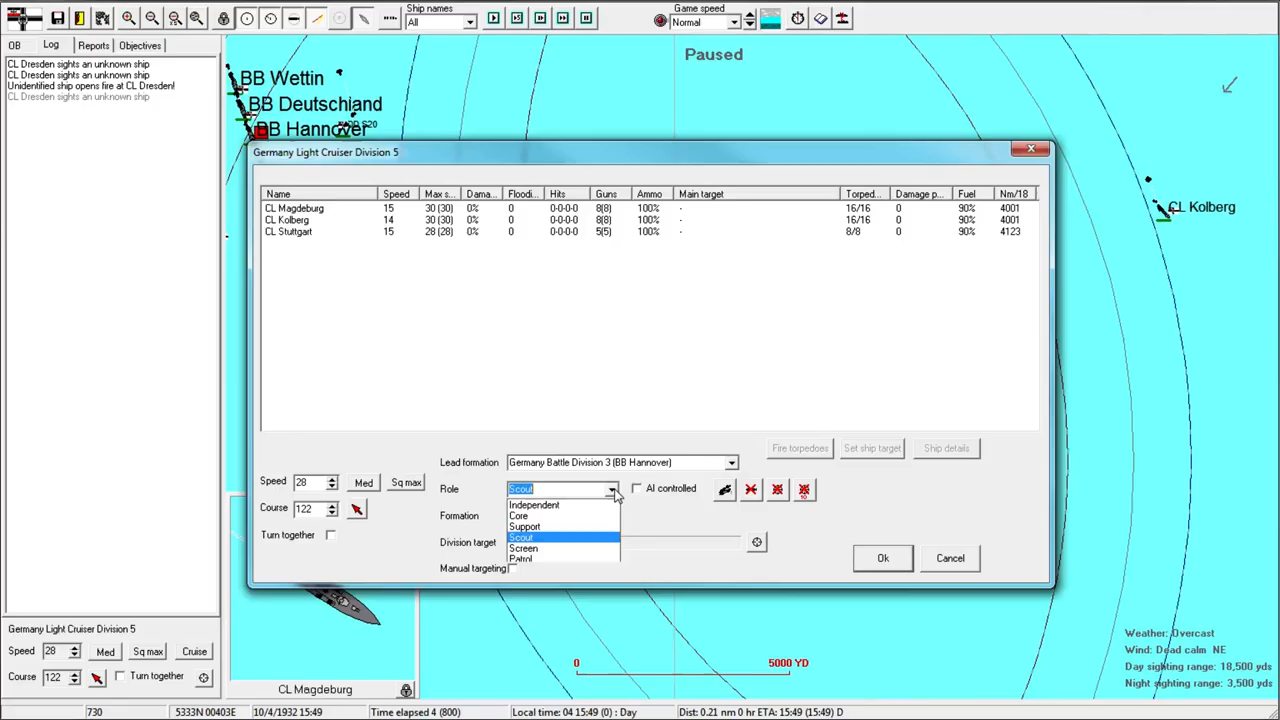 Ship names
All
Game speed
Normal
OB Log Reports Objectives
CL Dresden sights an unknown ship
CL Dresden sights an unknown ship
Unidentified ship opens fire at CL Dresden!
CL Dresden sights an unknown ship
Paused
BB Wettin
BB Deutschland
BB Hannover
CL Kolberg
Germany Light Cruiser Division 5
Name Speed Max s... Dama... Floodi... Hits Guns Ammo Main target Torped... Damage p... Fuel Nm/18
CL Magdeburg 15 30 (30) 0% 0 0-0-0-0 8(8) 100% - 16/16 0 90% 4001
CL Kolberg 14 30 (30) 0% 0 0-0-0-0 8(8) 100% - 16/16 0 90% 4001
CL Stuttgart 15 28 (28) 0% 0 0-0-0-0 5(5) 100% - 8/8 0 90% 4123
Fire torpedoes Set ship target Ship details
Lead formation Germany Battle Division 3 (BB Hannover)
Speed 28 Med Sq max
Role Scout AI controlled
Independent
Core
Support
Scout
Screen
Patrol
Course 122
Formation
Turn together
Division target
Manual targeting
Ok Cancel
Germany Light Cruiser Division 5
Speed 28 Med Sq max Cruise
Course 122 Turn together
CL Magdeburg
0 5000 YD
Weather: Overcast
Wind: Dead calm NE
Day sighting range: 18,500 yds
Night sighting range: 3,500 yds
730 5333N 00403E 10/4/1932 15:49 Time elapsed 4 (800) Local time: 04 15:49 (0) : Day Dist: 0.21 nm 0 hr ETA: 15:49 (15:49) D